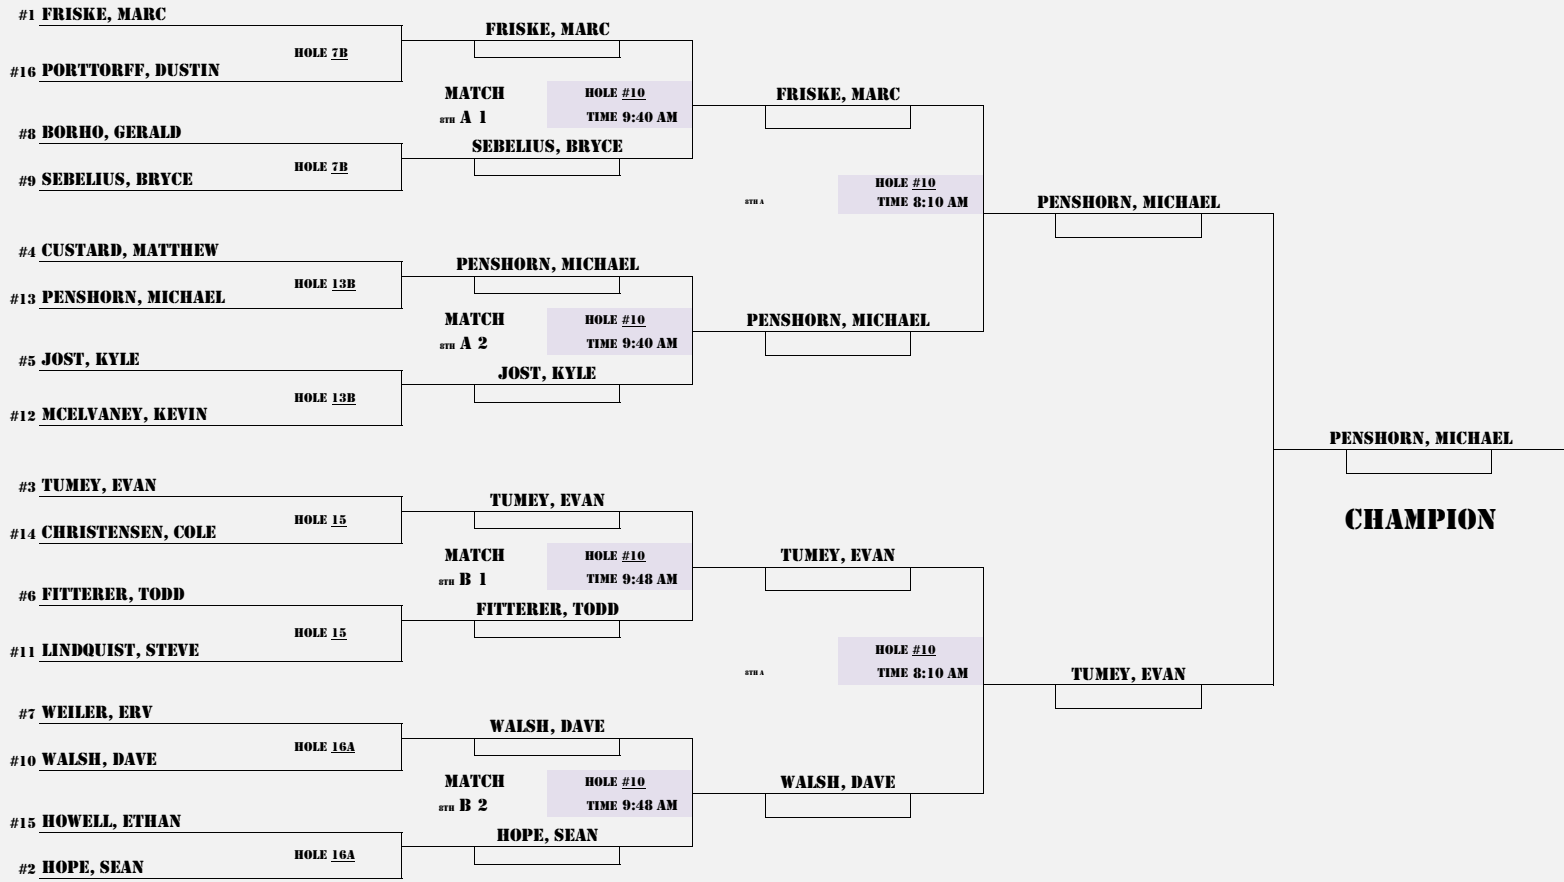 #1 FRISKE, MARC
HOLE 7B
#16 PORTTORFF, DUSTIN
#8 BORHO, GERALD
HOLE 7B
#9 SEBELIUS, BRYCE
#4 CUSTARD, MATTHEW
HOLE 13B
#13 PENSHORN, MICHAEL
#5 JOST, KYLE
HOLE 13B
#12 MCELVANEY, KEVIN
#3 TUMEY, EVAN
HOLE 15
#14 CHRISTENSEN, COLE
#6 FITTERER, TODD
HOLE 15
#11 LINDQUIST, STEVE
#7 WEILER, ERV
HOLE 16A
#10 WALSH, DAVE
#15 HOWELL, ETHAN
HOLE 16A
#2 HOPE, SEAN
FRISKE, MARC
MATCH HOLE #10
8TH A 1 TIME 9:40 AM
SEBELIUS, BRYCE
PENSHORN, MICHAEL
MATCH HOLE #10
8TH A 2 TIME 9:40 AM
JOST, KYLE
TUMEY, EVAN
MATCH HOLE #10
8TH B 1 TIME 9:48 AM
FITTERER, TODD
WALSH, DAVE
MATCH HOLE #10
8TH B 2 TIME 9:48 AM
HOPE, SEAN
FRISKE, MARC
HOLE #10
8TH A TIME 8:10 AM
PENSHORN, MICHAEL
TUMEY, EVAN
HOLE #10
8TH A TIME 8:10 AM
WALSH, DAVE
PENSHORN, MICHAEL
TUMEY, EVAN
PENSHORN, MICHAEL
CHAMPION